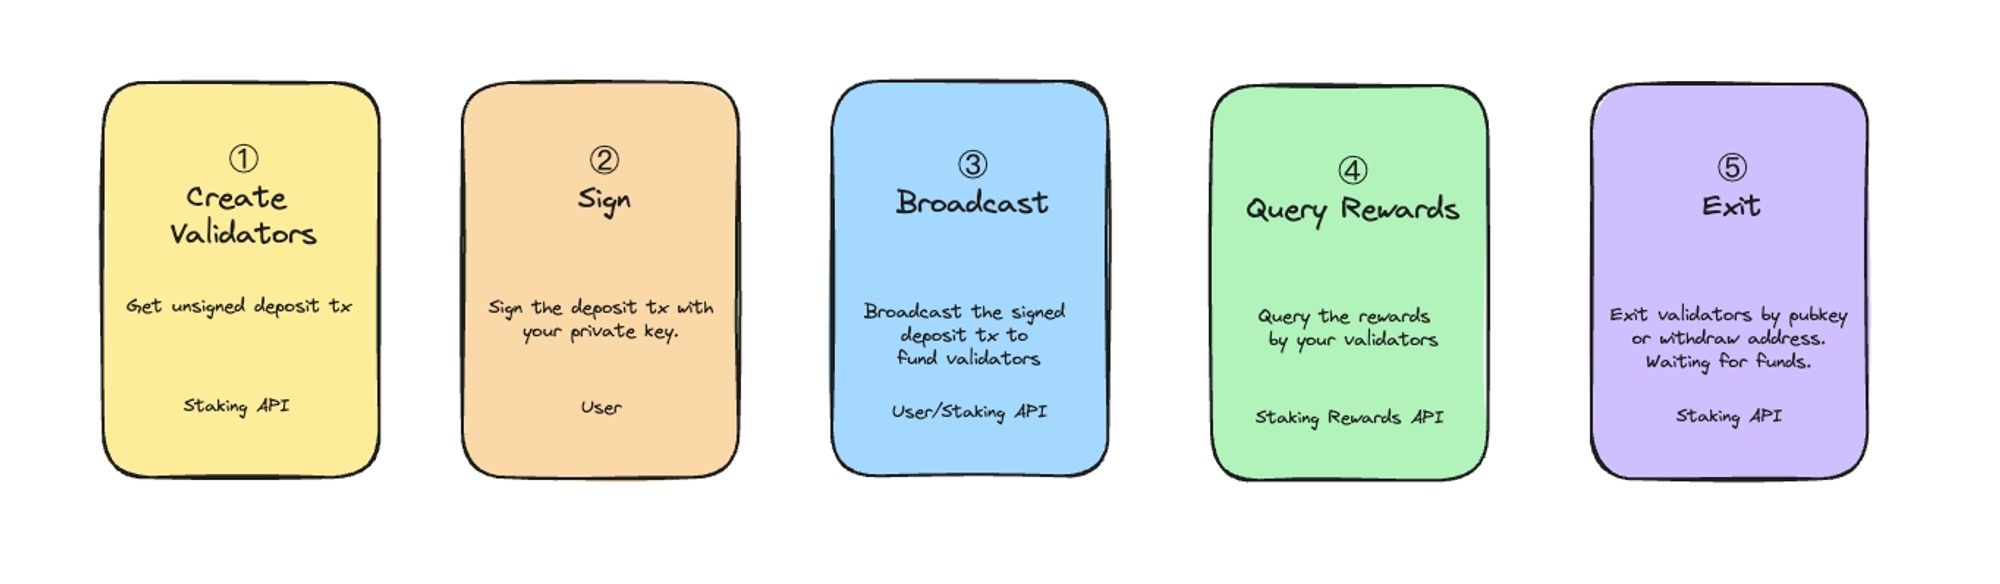 ①
Create
Validators
Get unsigned deposit tx
Staking API
②
Sign
Sign the deposit tx with
your private key.
User
③
Broadcast
Broadcast the signed
deposit tx to
fund validators
User/Staking API
④
Query Rewards
Query the rewards
by your validators
Staking Rewards API
⑤
Exit
Exit validators by pubkey
or withdraw address.
Waiting for funds.
Staking API